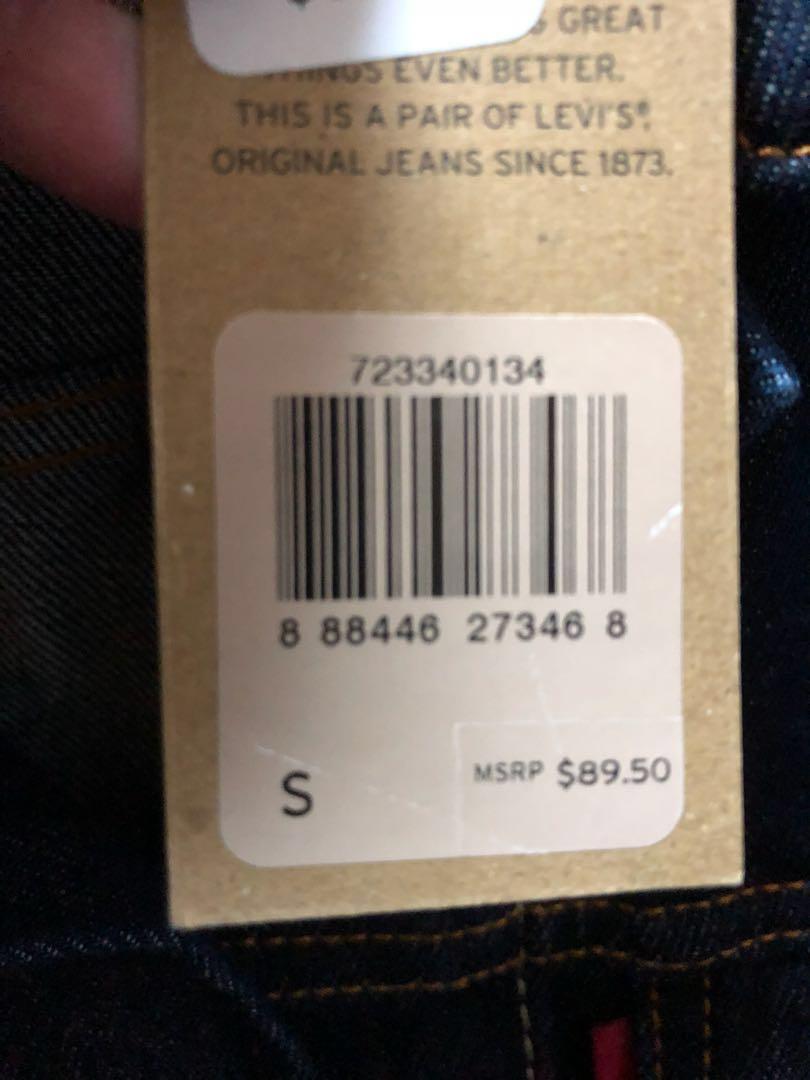 GREAT
THINGS EVEN BETTER.
THIS IS A PAIR OF LEVI'S®,
ORIGINAL JEANS SINCE 1873.
723340134
8 88446 27346 8
S
MSRP $89.50